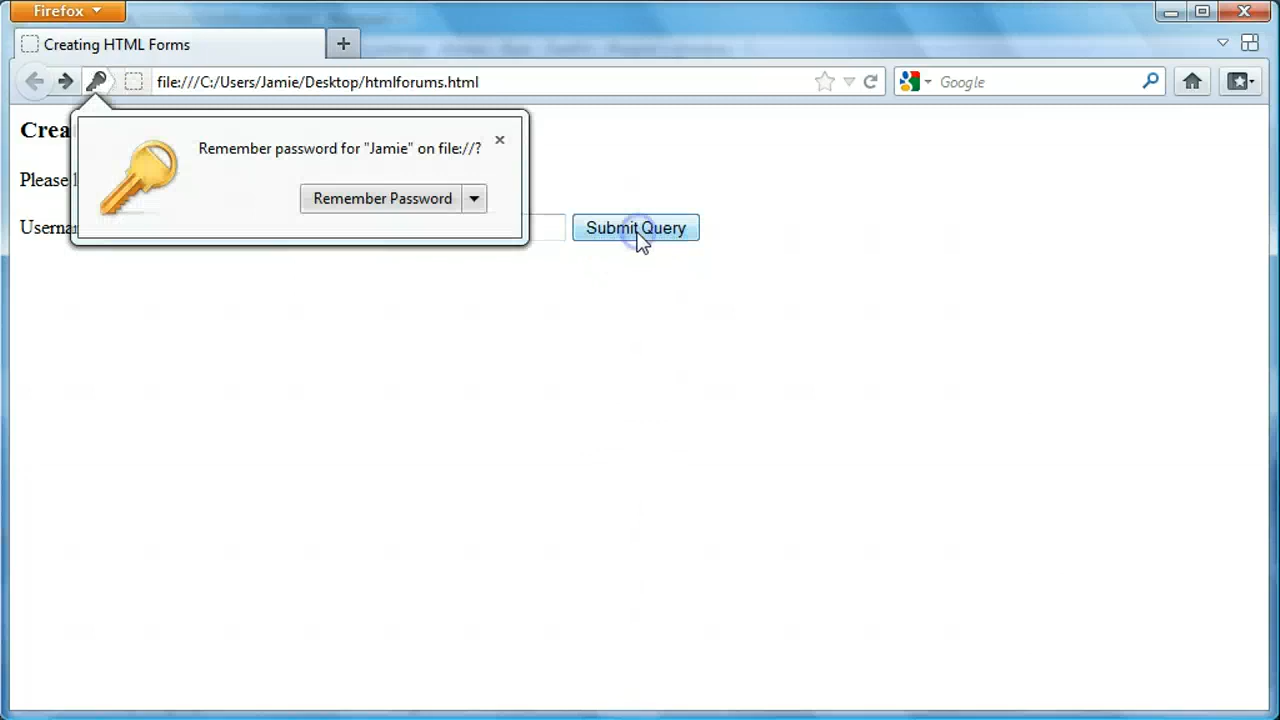 Firefox
Creating HTML Forms
file:///C:/Users/Jamie/Desktop/htmlforums.html
Google
Crea
Remember password for "Jamie" on file://?
Please
Remember Password
Userna
Submit Query